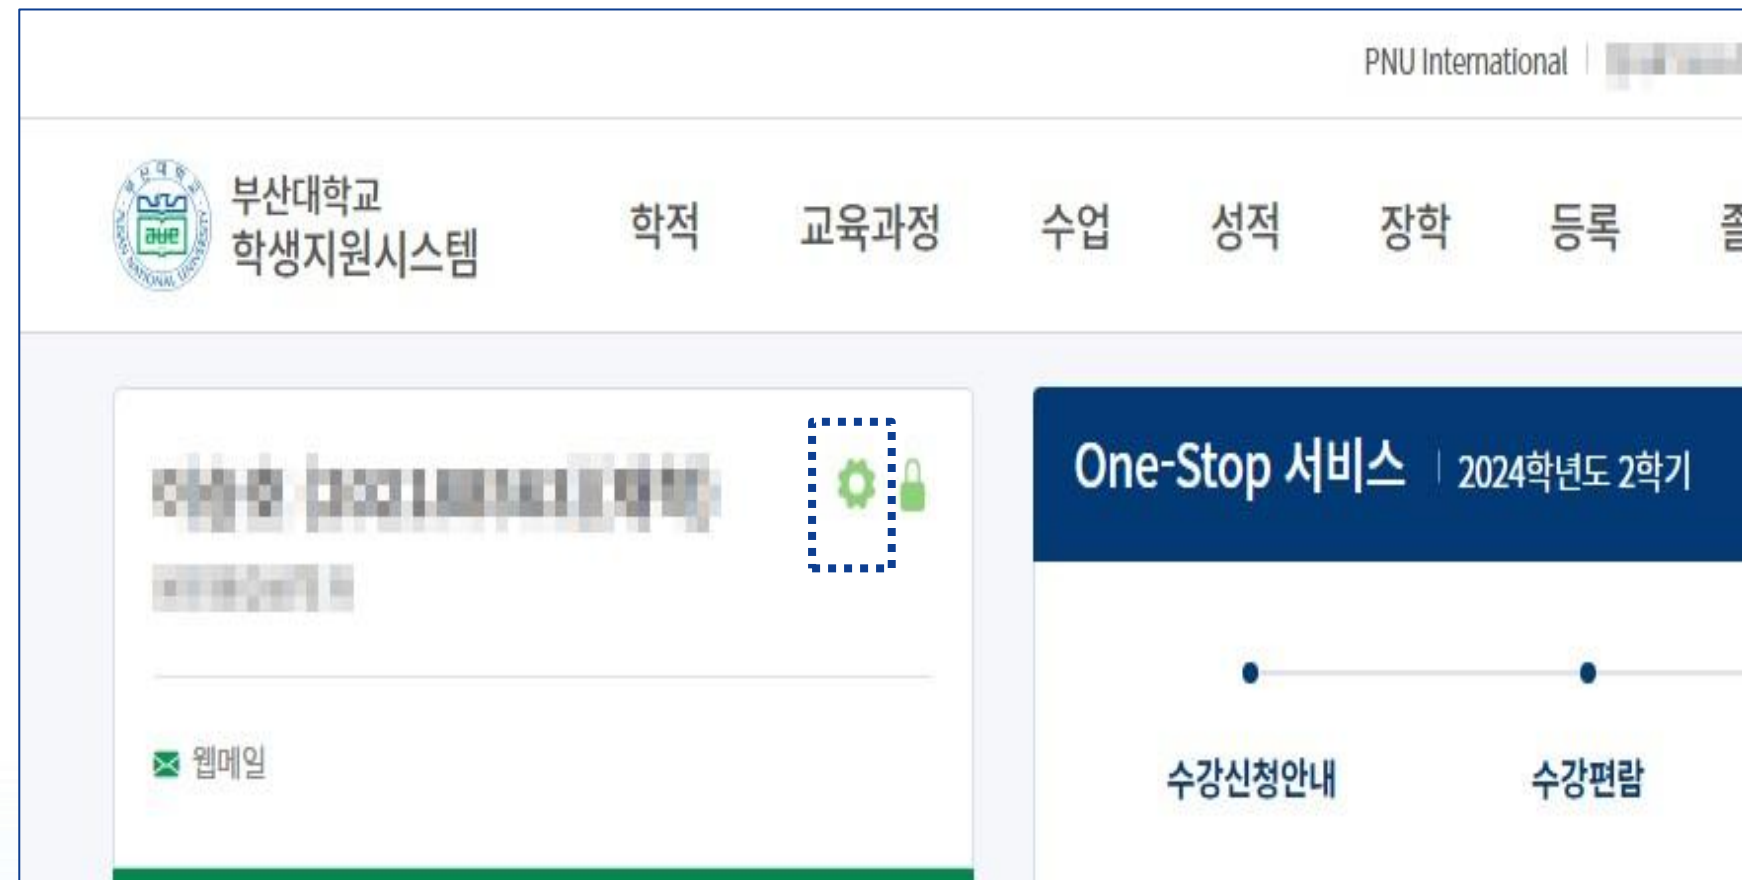 PNU International
부산대학교
학생지원시스템
학적 교육과정 수업 성적 장학 등록
One-Stop 서비스 2024학년도 2학기
웹메일
수강신청안내 수강편람